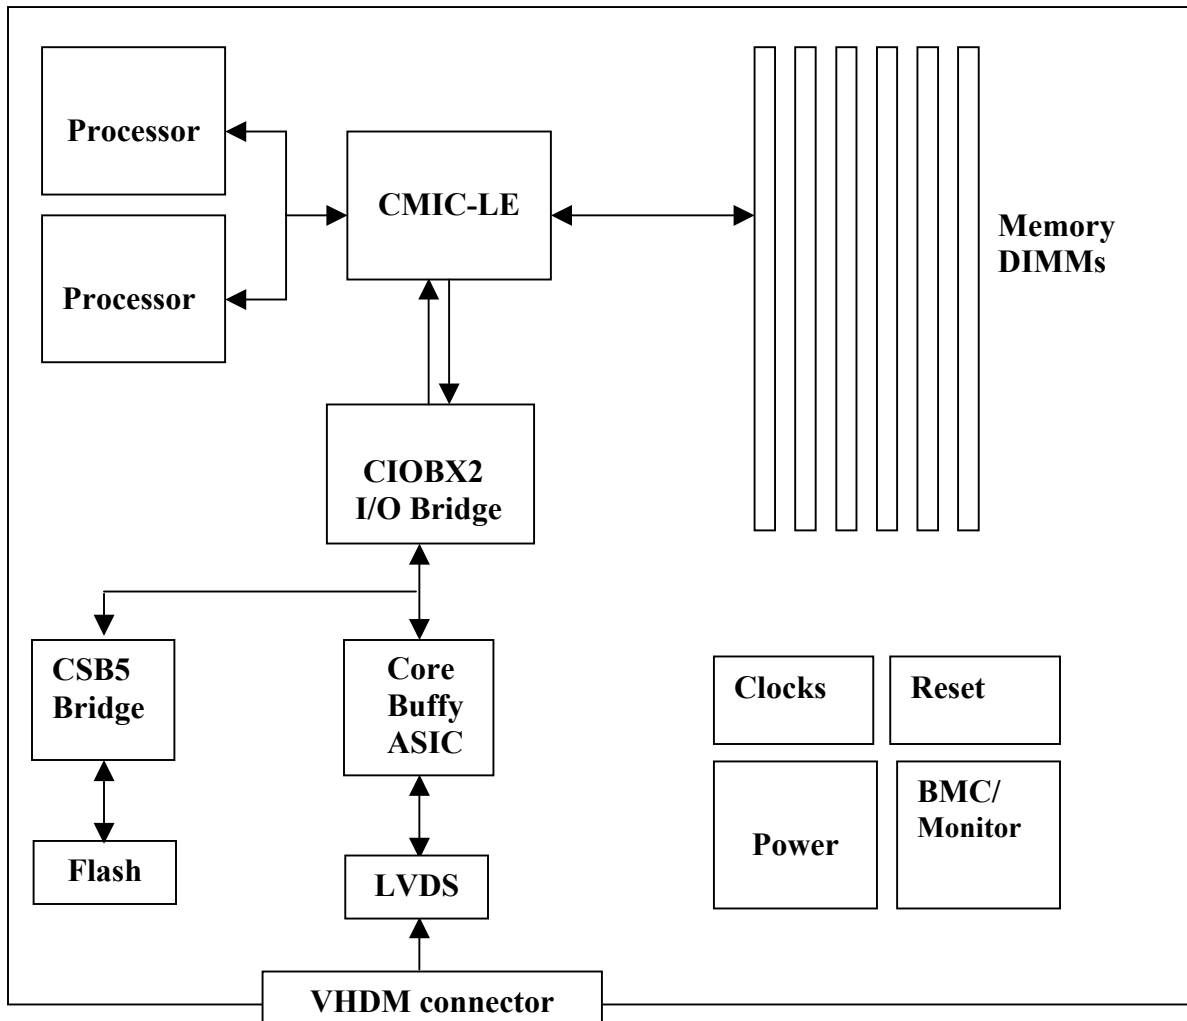 Processor
CMIC-LE
Memory
DIMMs
Processor
CIOBX2
I/O Bridge
CSB5
Bridge
Core
Buffy
ASIC
Clocks
Reset
BMC/
Monitor
Power
Flash
LVDS
VHDM connector